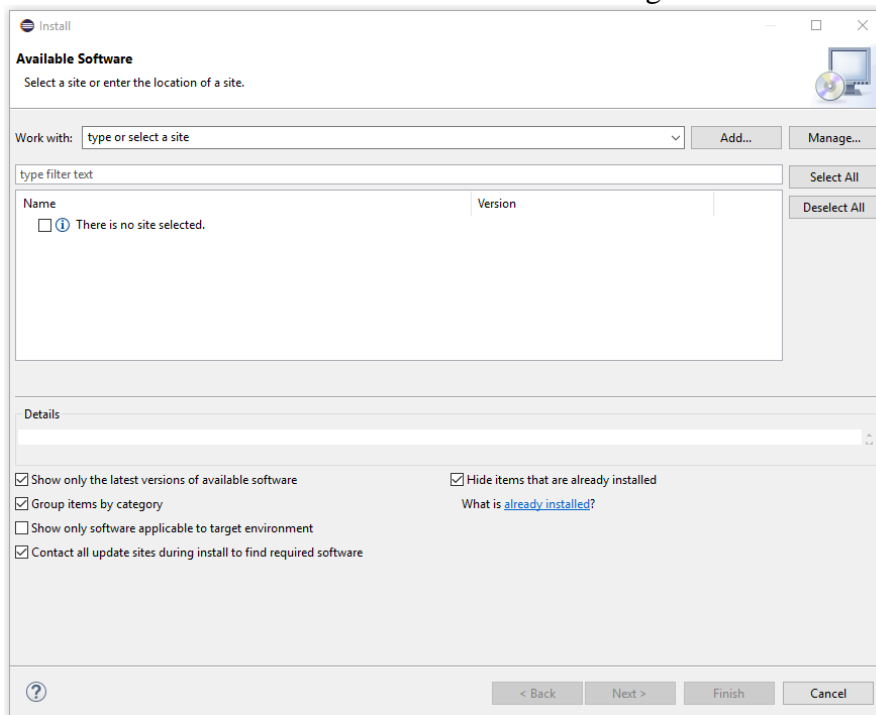 Install
Available Software
Select a site or enter the location of a site.
Work with: type or select a site Add... Manage...
type filter text Select All
Name Version Deselect All
There is no site selected.
Details
Show only the latest versions of available software Hide items that are already installed
Group items by category What is already installed?
Show only software applicable to target environment
Contact all update sites during install to find required software
? < Back Next > Finish Cancel